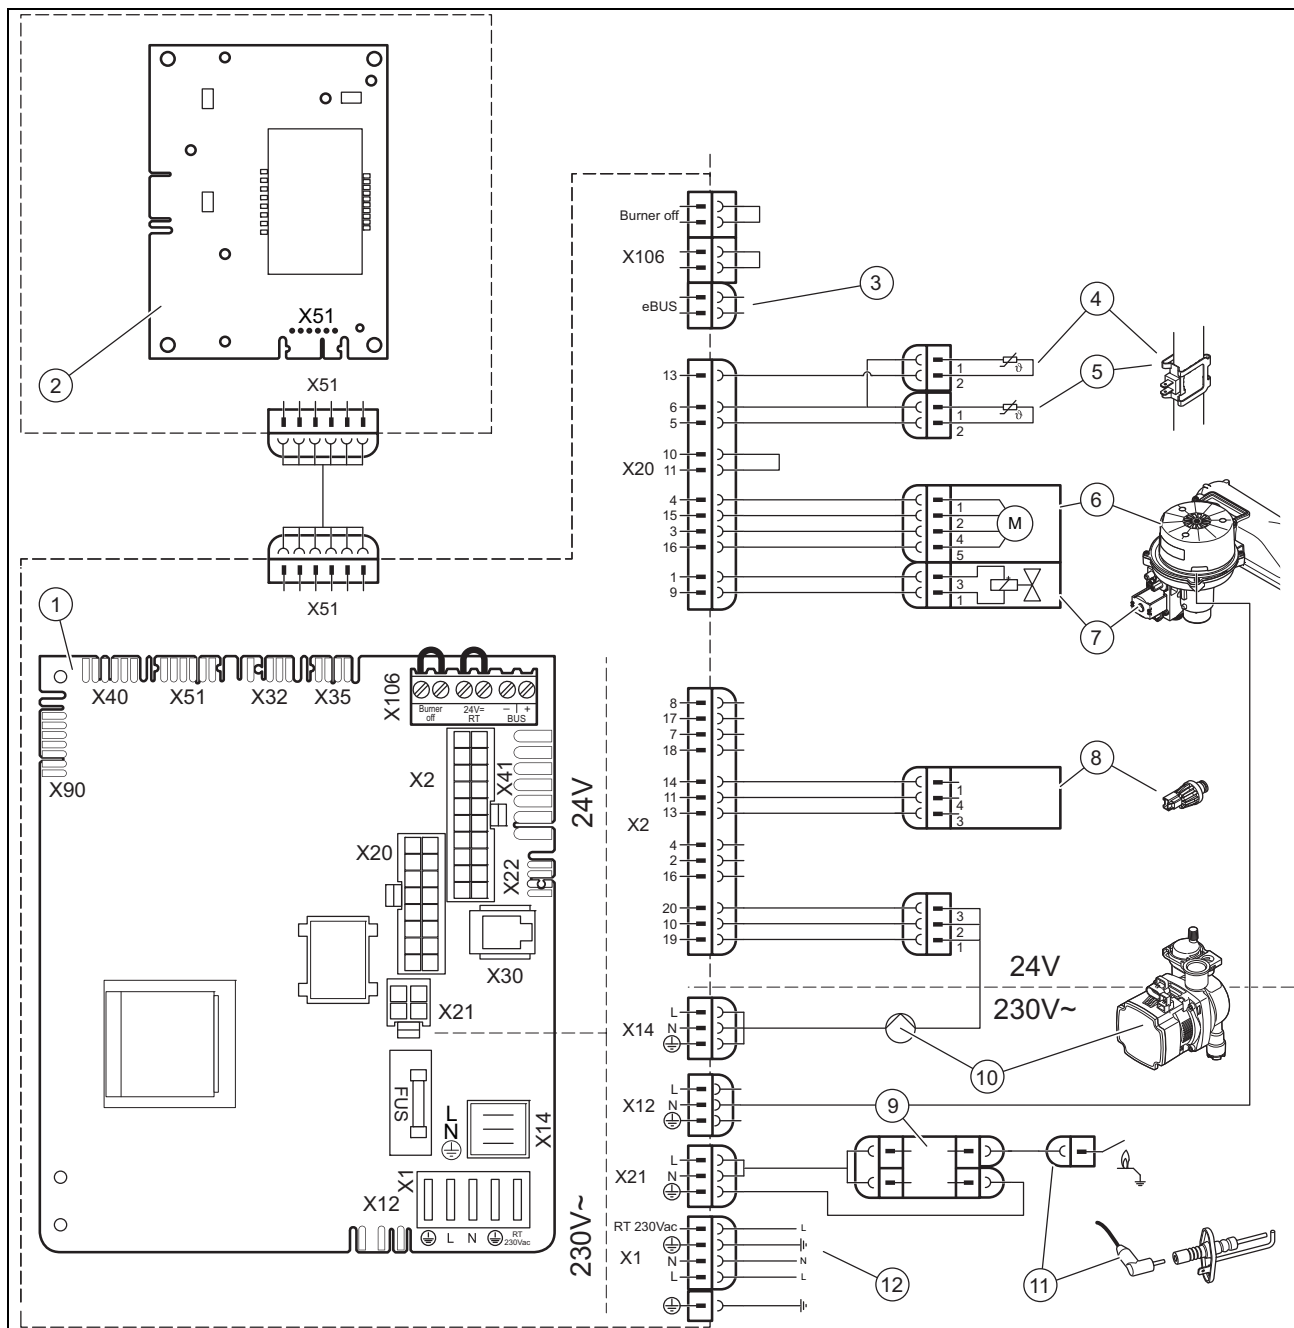 X51
2
X51
X51
1
X40
X51
X32
X35
X90
X106
Burner
off
24V=
RT
– | +
BUS
X2
X41
24V
X20
X22
C
X30
X21
FUS
L
N
X14
X1
X12
L
N
RT
230Vac
230V~
Burner off
X106
eBUS
3
13
1
2
4
6
5
1
2
5
ϑ
ϑ
10
11
X20
4
15
3
16
1
2
4
5
M
6
1
9
3
1
7
8
17
7
18
14
11
13
1
4
3
8
X2
4
2
16
20
10
19
3
2
1
24V
230V~
X14
L
N
10
X12
L
N
9
X21
L
N
RT 230Vac
X1
N
L
L
N
L
12
11